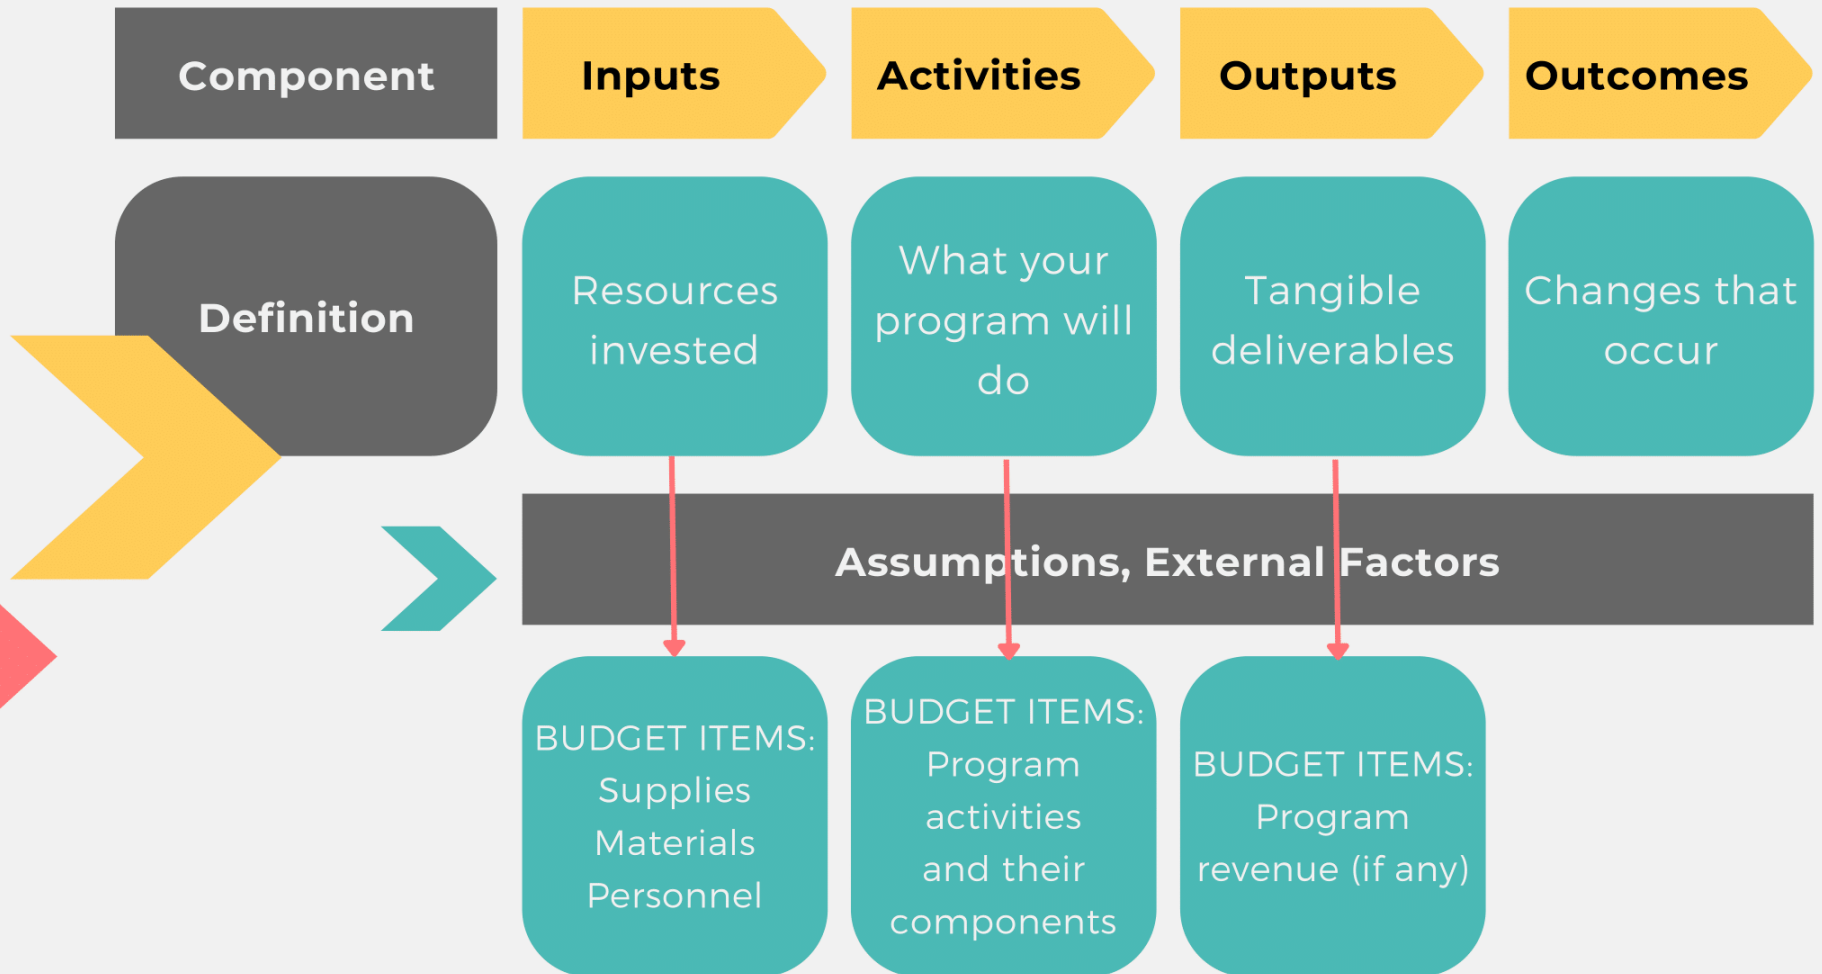 Component
Inputs
Activities
Outputs
Outcomes
Definition
Resources
invested
What your
program will
do
Tangible
deliverables
Changes that
occur
Assumptions, External Factors
BUDGET ITEMS:
Supplies
Materials
Personnel
BUDGET ITEMS:
Program
activities
and their
components
BUDGET ITEMS:
Program
revenue (if any)